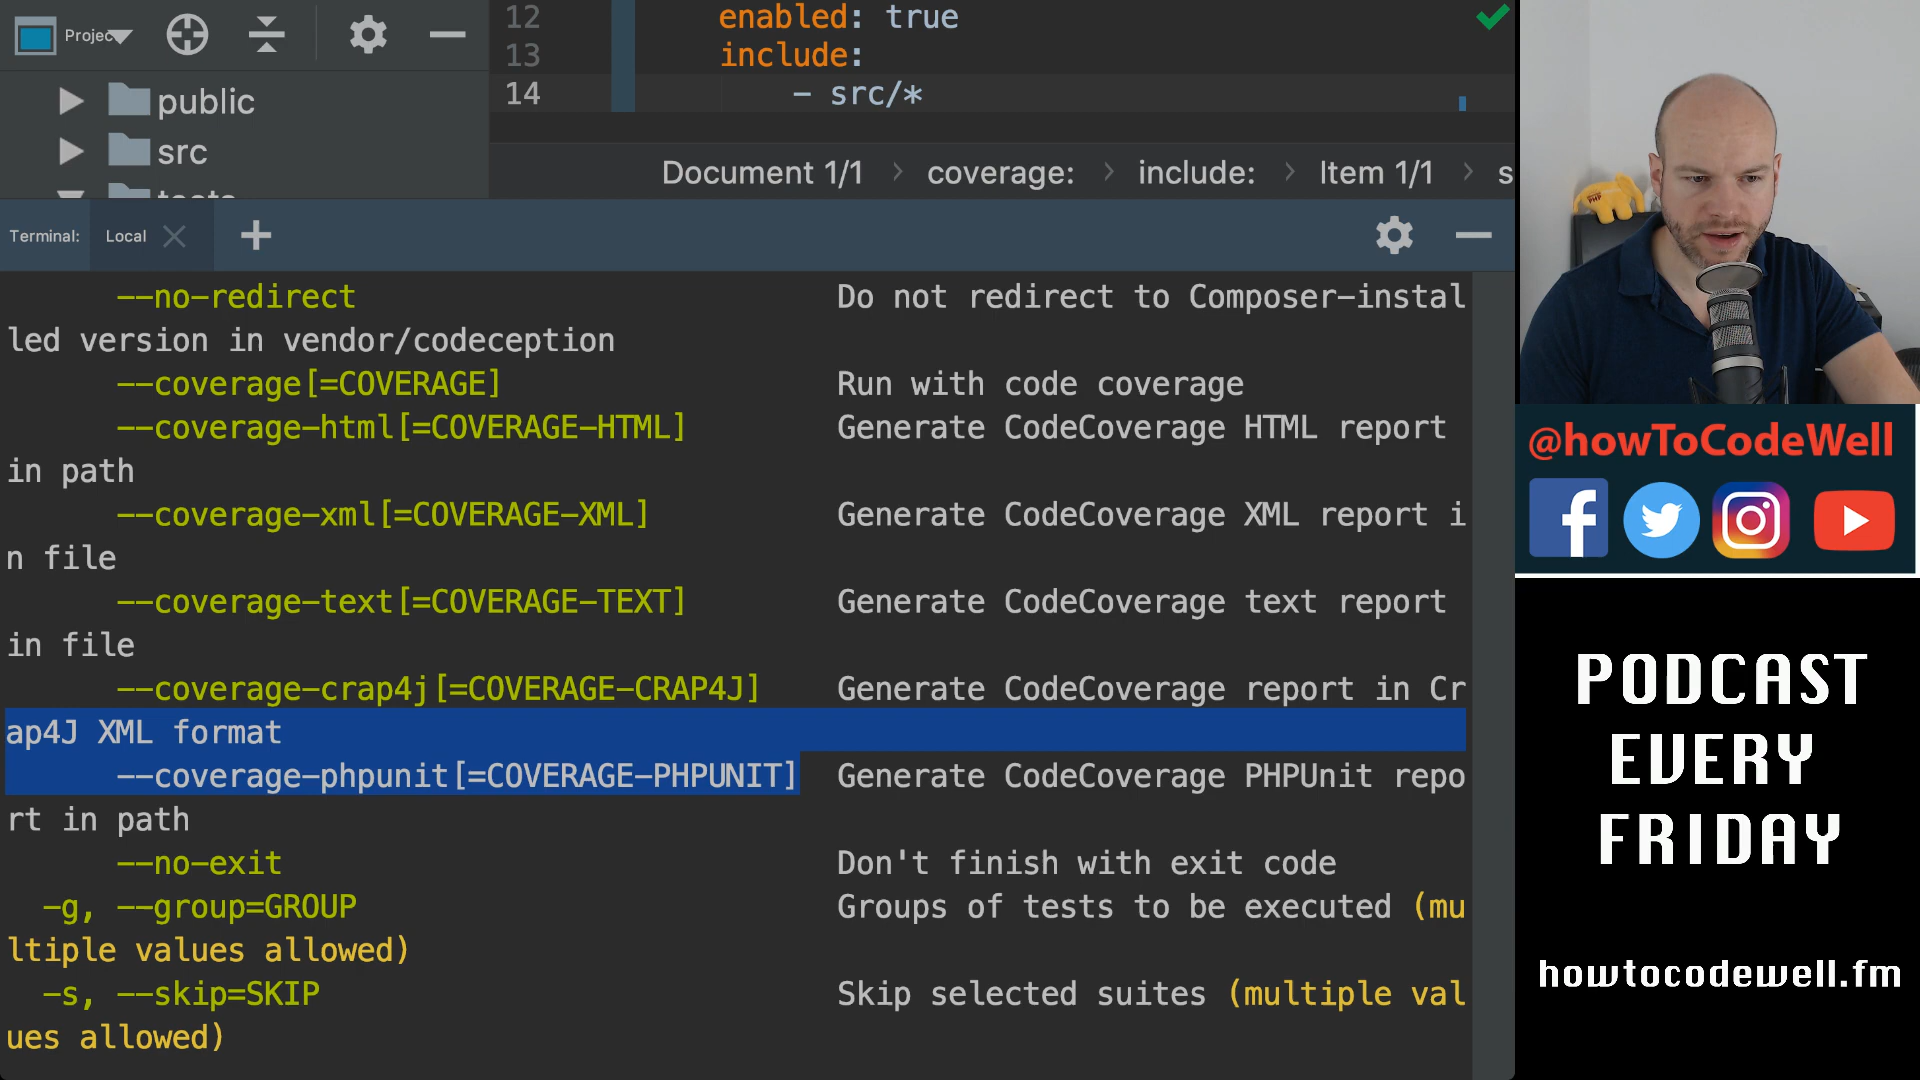 Projec
12 enabled: true
13 include:
14 - src/*
public
src
tests
Document 1/1 > coverage: > include: > Item 1/1 > s
Terminal: Local
--no-redirect Do not redirect to Composer-instal
led version in vendor/codeception
--coverage[=COVERAGE] Run with code coverage
--coverage-html[=COVERAGE-HTML] Generate CodeCoverage HTML report
in path
--coverage-xml[=COVERAGE-XML] Generate CodeCoverage XML report i
n file
--coverage-text[=COVERAGE-TEXT] Generate CodeCoverage text report
in file
--coverage-crap4j[=COVERAGE-CRAP4J] Generate CodeCoverage report in Cr
ap4J XML format
--coverage-phpunit[=COVERAGE-PHPUNIT] Generate CodeCoverage PHPUnit repo
rt in path
--no-exit Don't finish with exit code
-g, --group=GROUP Groups of tests to be executed (mu
ltiple values allowed)
-s, --skip=SKIP Skip selected suites (multiple val
ues allowed)
PHP
@howToCodeWell
PODCAST
EVERY
FRIDAY
howtocodewell.fm